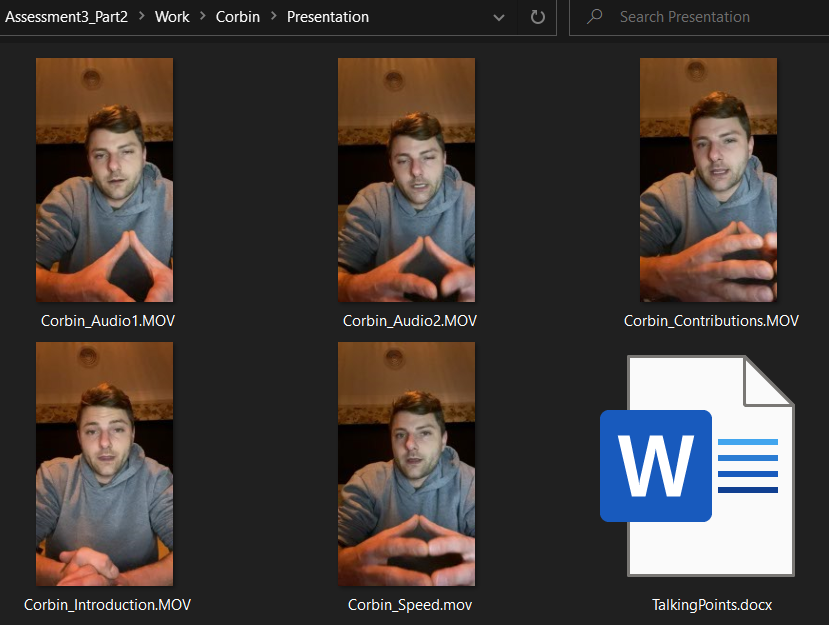 Assessment3_Part2 > Work > Corbin > Presentation
Search Presentation
Corbin_Audio1.MOV
Corbin_Audio2.MOV
Corbin_Contributions.MOV
W
Corbin_Introduction.MOV
Corbin_Speed.mov
TalkingPoints.docx